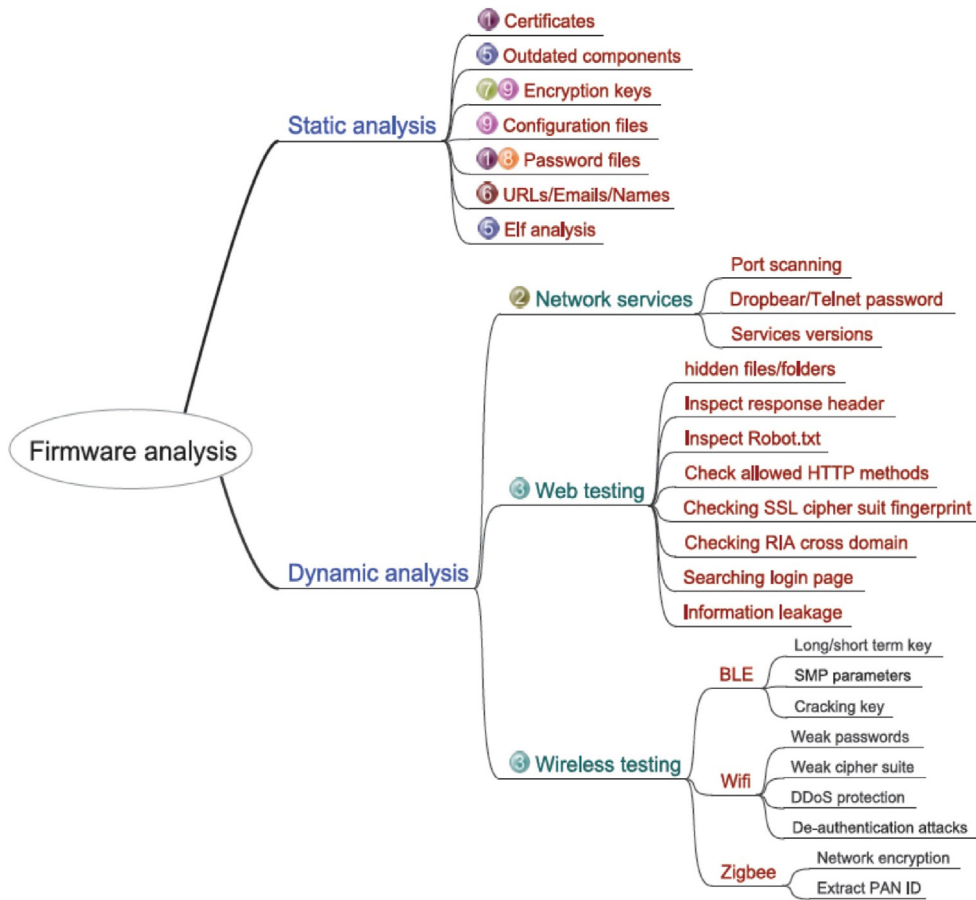 1 Certificates
5 Outdated components
7 9 Encryption keys
Static analysis
9 Configuration files
1 8 Password files
6 URLs/Emails/Names
5 Elf analysis
Port scanning
2 Network services
Dropbear/Telnet password
Services versions
hidden files/folders
Inspect response header
Firmware analysis
Inspect Robot.txt
Check allowed HTTP methods
3 Web testing
Checking SSL cipher suit fingerprint
Checking RIA cross domain
Dynamic analysis
Searching login page
Information leakage
Long/short term key
BLE
SMP parameters
Cracking key
Weak passwords
3 Wireless testing
Weak cipher suite
Wifi
DDoS protection
De-authentication attacks
Network encryption
Zigbee
Extract PAN ID